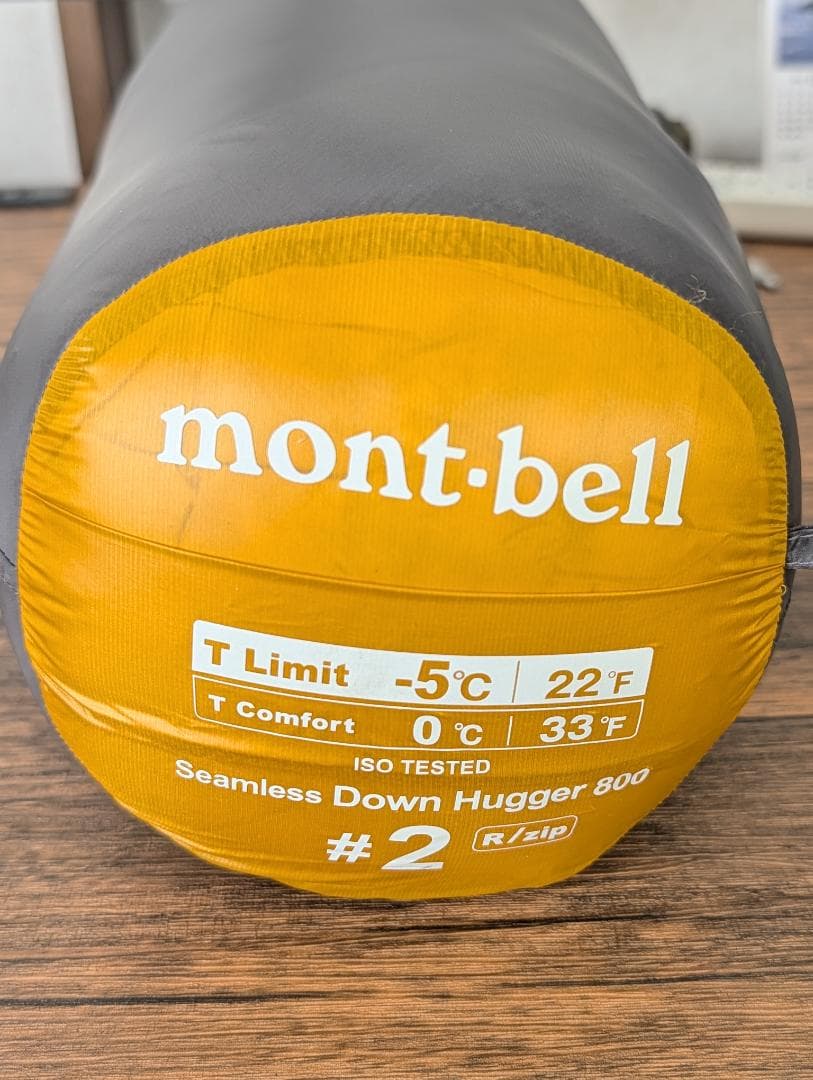 mont·bell
T Limit -5℃ 22°F
T Comfort 0℃ 33°F
ISO TESTED
Seamless Down Hugger 800
#2 R/zip